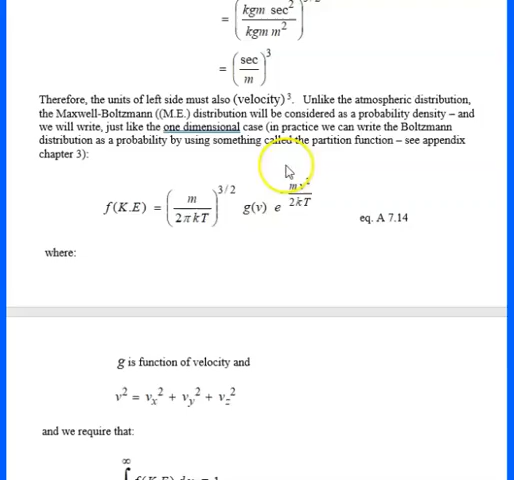 = ( kgm sec² / kgm m² )
= ( sec / m )³
Therefore, the units of left side must also (velocity)³. Unlike the atmospheric distribution,
the Maxwell-Boltzmann ((M.E.) distribution will be considered as a probability density – and
we will write, just like the one dimensional case (in practice we can write the Boltzmann
distribution as a probability by using something called the partition function – see appendix
chapter 3):
f(K.E) = ( m / 2πkT )^3/2 g(v) e^ mv² / 2kT eq. A 7.14
where:
g is function of velocity and
v² = vₓ² + v_y² + v_z²
and we require that:
∞